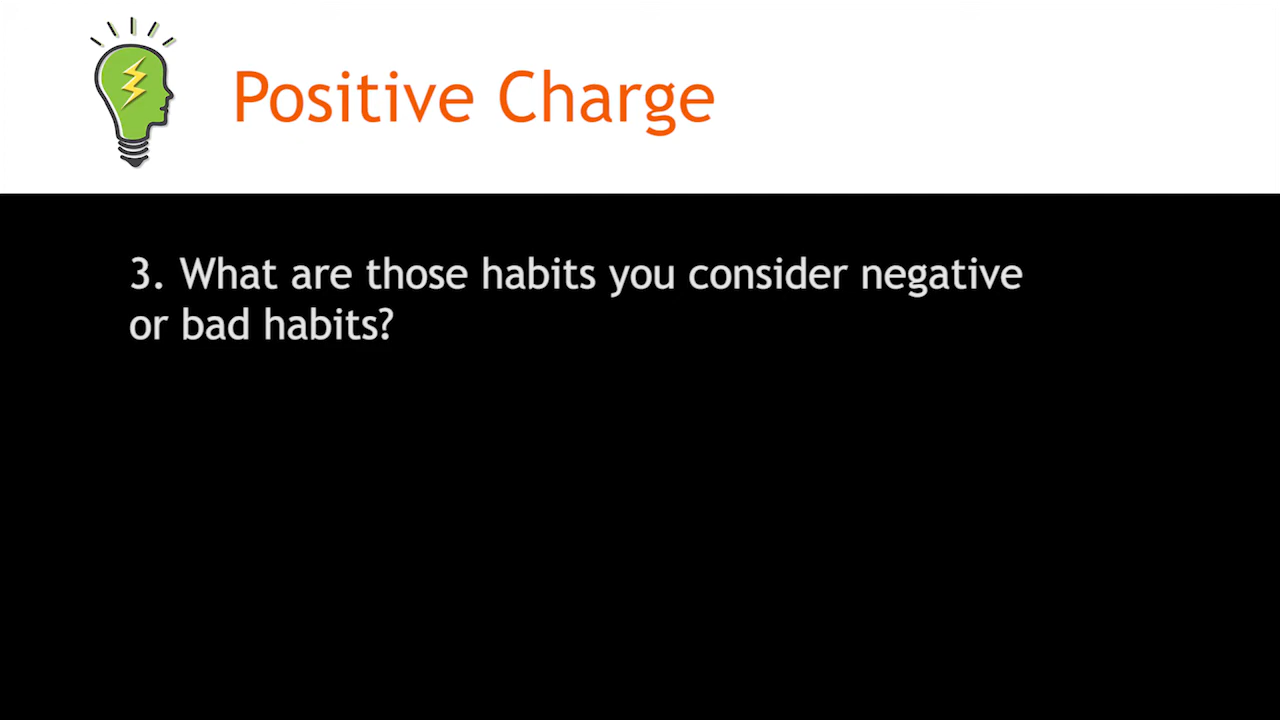 Positive Charge
3. What are those habits you consider negative
or bad habits?